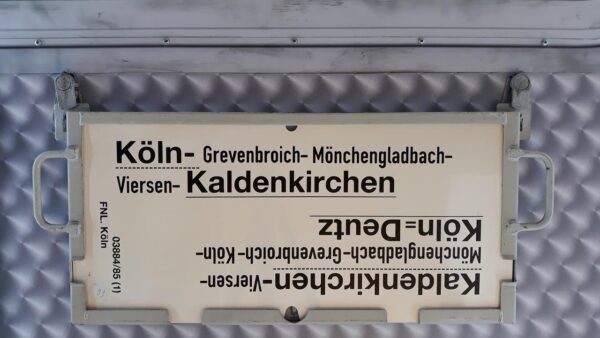 Köln- Grevenbroich- Mönchengladbach-
Viersen- Kaldenkirchen
Kaldenkirchen-Viersen-
Mönchengladbach-Grevenbroich-Köln-
Köln=Deutz
03884/85 (1)
FNL. Köln